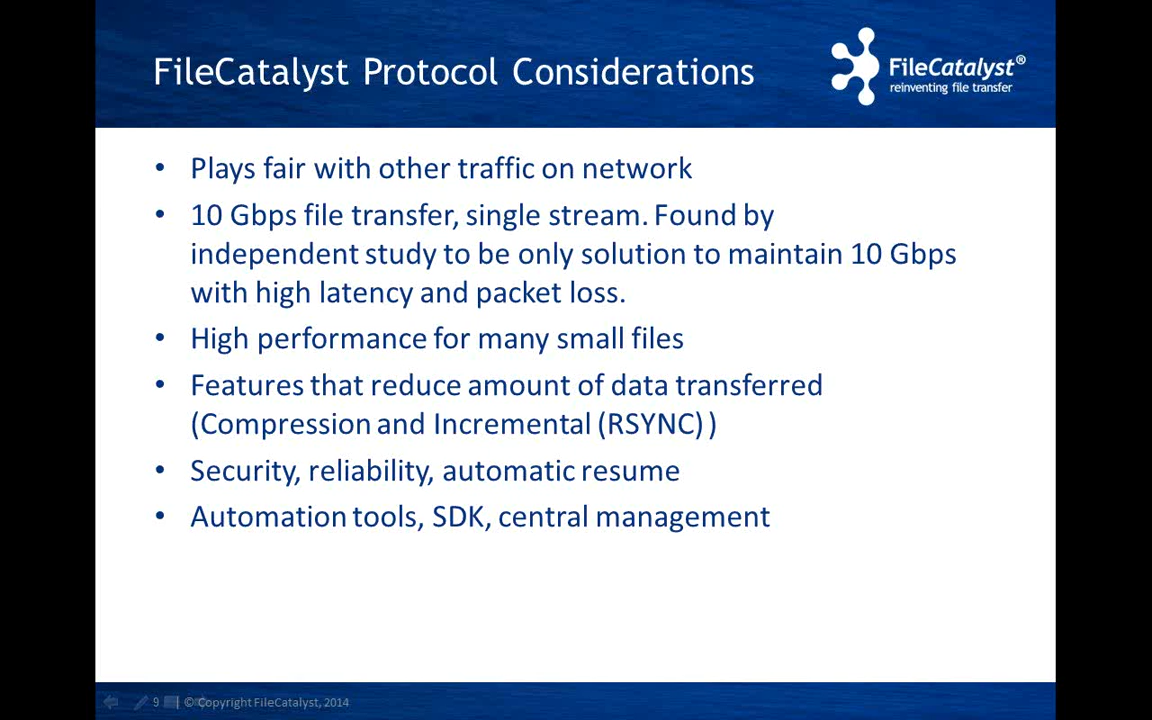 FileCatalyst Protocol Considerations
FileCatalyst®
reinventing file transfer
• Plays fair with other traffic on network
• 10 Gbps file transfer, single stream. Found by
independent study to be only solution to maintain 10 Gbps
with high latency and packet loss.
• High performance for many small files
• Features that reduce amount of data transferred
(Compression and Incremental (RSYNC) )
• Security, reliability, automatic resume
• Automation tools, SDK, central management
9 | © Copyright FileCatalyst, 2014